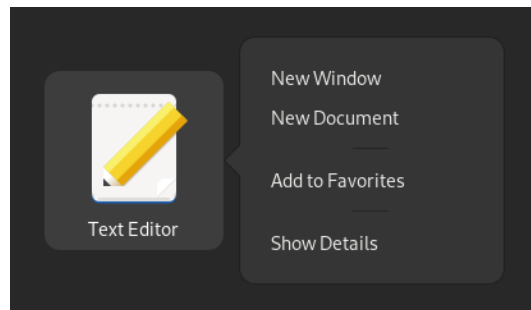 New Window
New Document
Add to Favorites
Show Details
Text Editor